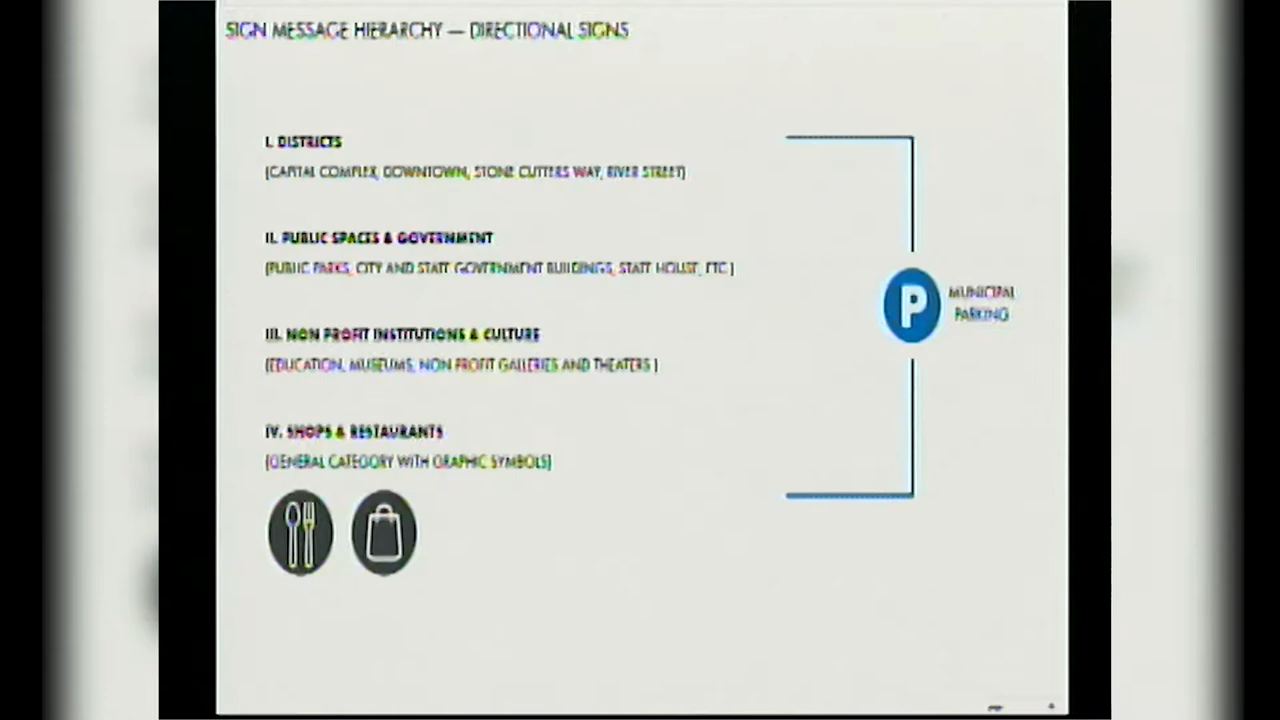 SIGN MESSAGE HIERARCHY — DIRECTIONAL SIGNS
I. DISTRICTS
(CAPITAL COMPLEX, DOWNTOWN, STONE CUTTERS WAY, RIVER STREET)
II. PUBLIC SPACES & GOVERNMENT
(PUBLIC PARKS, CITY AND STATE GOVERNMENT BUILDINGS, STATE HOUSE, ETC )
III. NON PROFIT INSTITUTIONS & CULTURE
(EDUCATION, MUSEUMS, NON PROFIT GALLERIES AND THEATERS )
IV. SHOPS & RESTAURANTS
(GENERAL CATEGORY WITH GRAPHIC SYMBOLS)
P
MUNICIPAL
PARKING